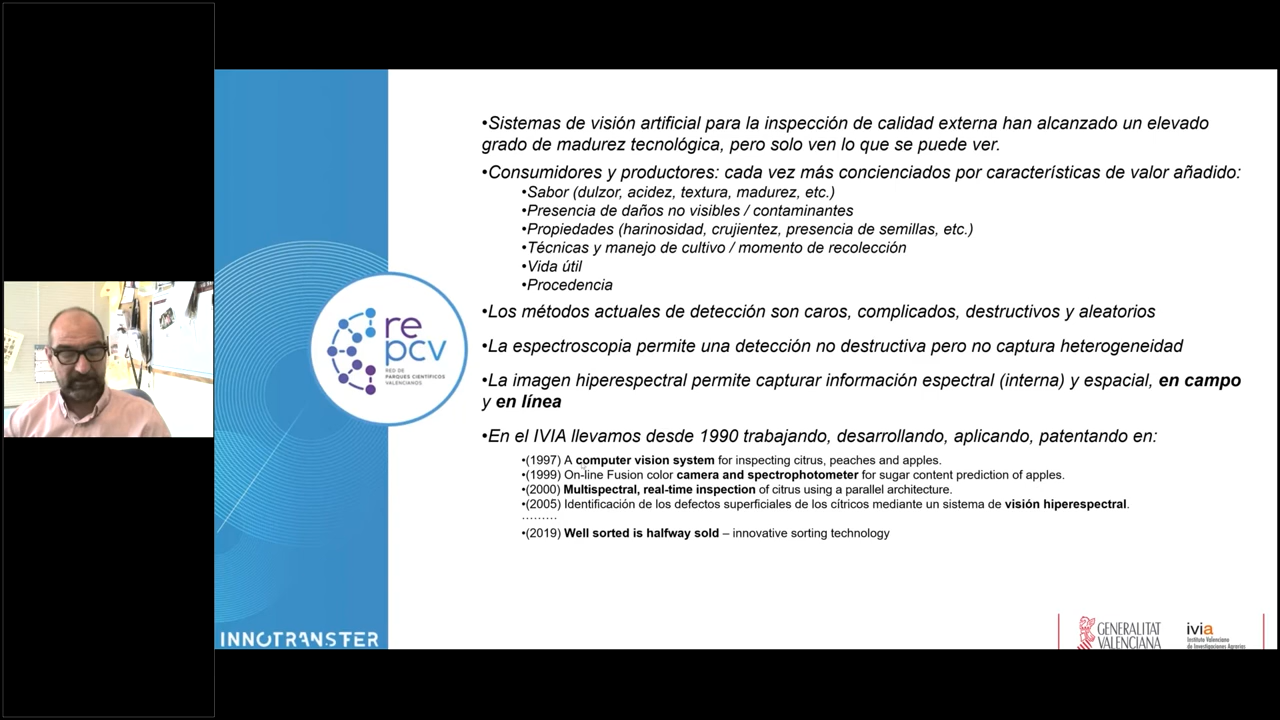 •Sistemas de visión artificial para la inspección de calidad externa han alcanzado un elevado
grado de madurez tecnológica, pero solo ven lo que se puede ver.
•Consumidores y productores: cada vez más concienciados por características de valor añadido:
•Sabor (dulzor, acidez, textura, madurez, etc.)
•Presencia de daños no visibles / contaminantes
•Propiedades (harinosidad, crujientez, presencia de semillas, etc.)
•Técnicas y manejo de cultivo / momento de recolección
•Vida útil
•Procedencia
•Los métodos actuales de detección son caros, complicados, destructivos y aleatorios
•La espectroscopia permite una detección no destructiva pero no captura heterogeneidad
•La imagen hiperespectral permite capturar información espectral (interna) y espacial, en campo
y en línea
•En el IVIA llevamos desde 1990 trabajando, desarrollando, aplicando, patentando en:
•(1997) A computer vision system for inspecting citrus, peaches and apples.
•(1999) On-line Fusion color camera and spectrophotometer for sugar content prediction of apples.
•(2000) Multispectral, real-time inspection of citrus using a parallel architecture.
•(2005) Identificación de los defectos superficiales de los cítricos mediante un sistema de visión hiperespectral.
.........
•(2019) Well sorted is halfway sold – innovative sorting technology
re
pcv
RED DE
PARQUES CIENTÍFICOS
VALENCIANOS
INNOTRANSFER
GENERALITAT
VALENCIANA
ivia
Instituto Valenciano
de Investigaciones Agrarias